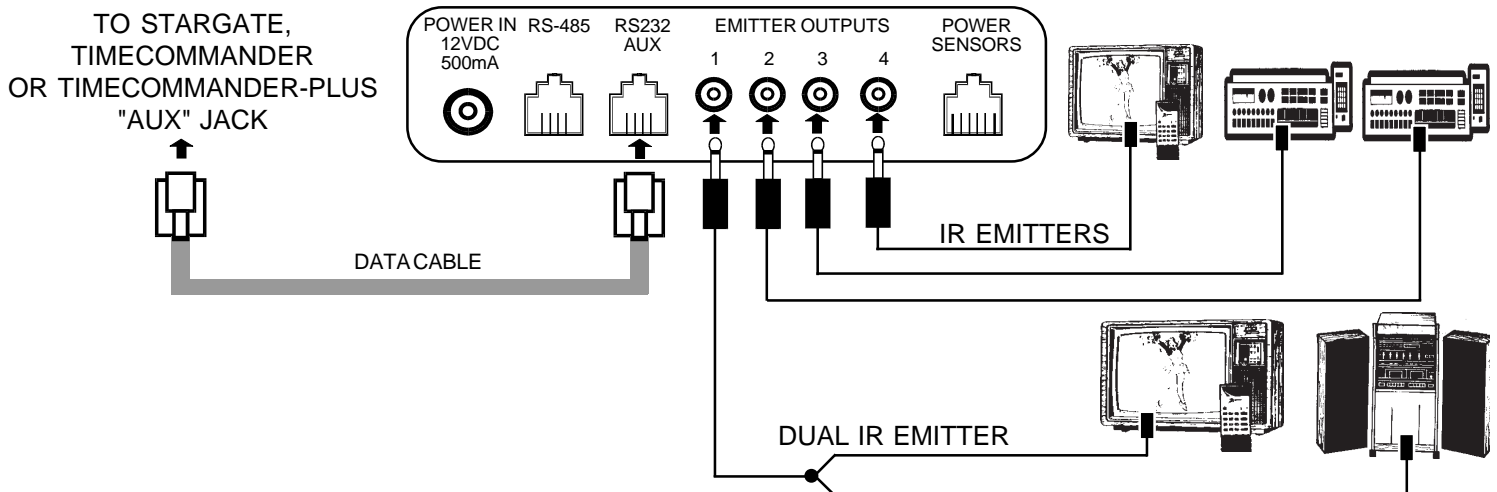 TO STARGATE,
TIMECOMMANDER
OR TIMECOMMANDER-PLUS
"AUX" JACK
POWER IN
12VDC
500mA
RS-485
RS232
AUX
EMITTER OUTPUTS
1 2 3 4
POWER
SENSORS
IR EMITTERS
DATA CABLE
DUAL IR EMITTER